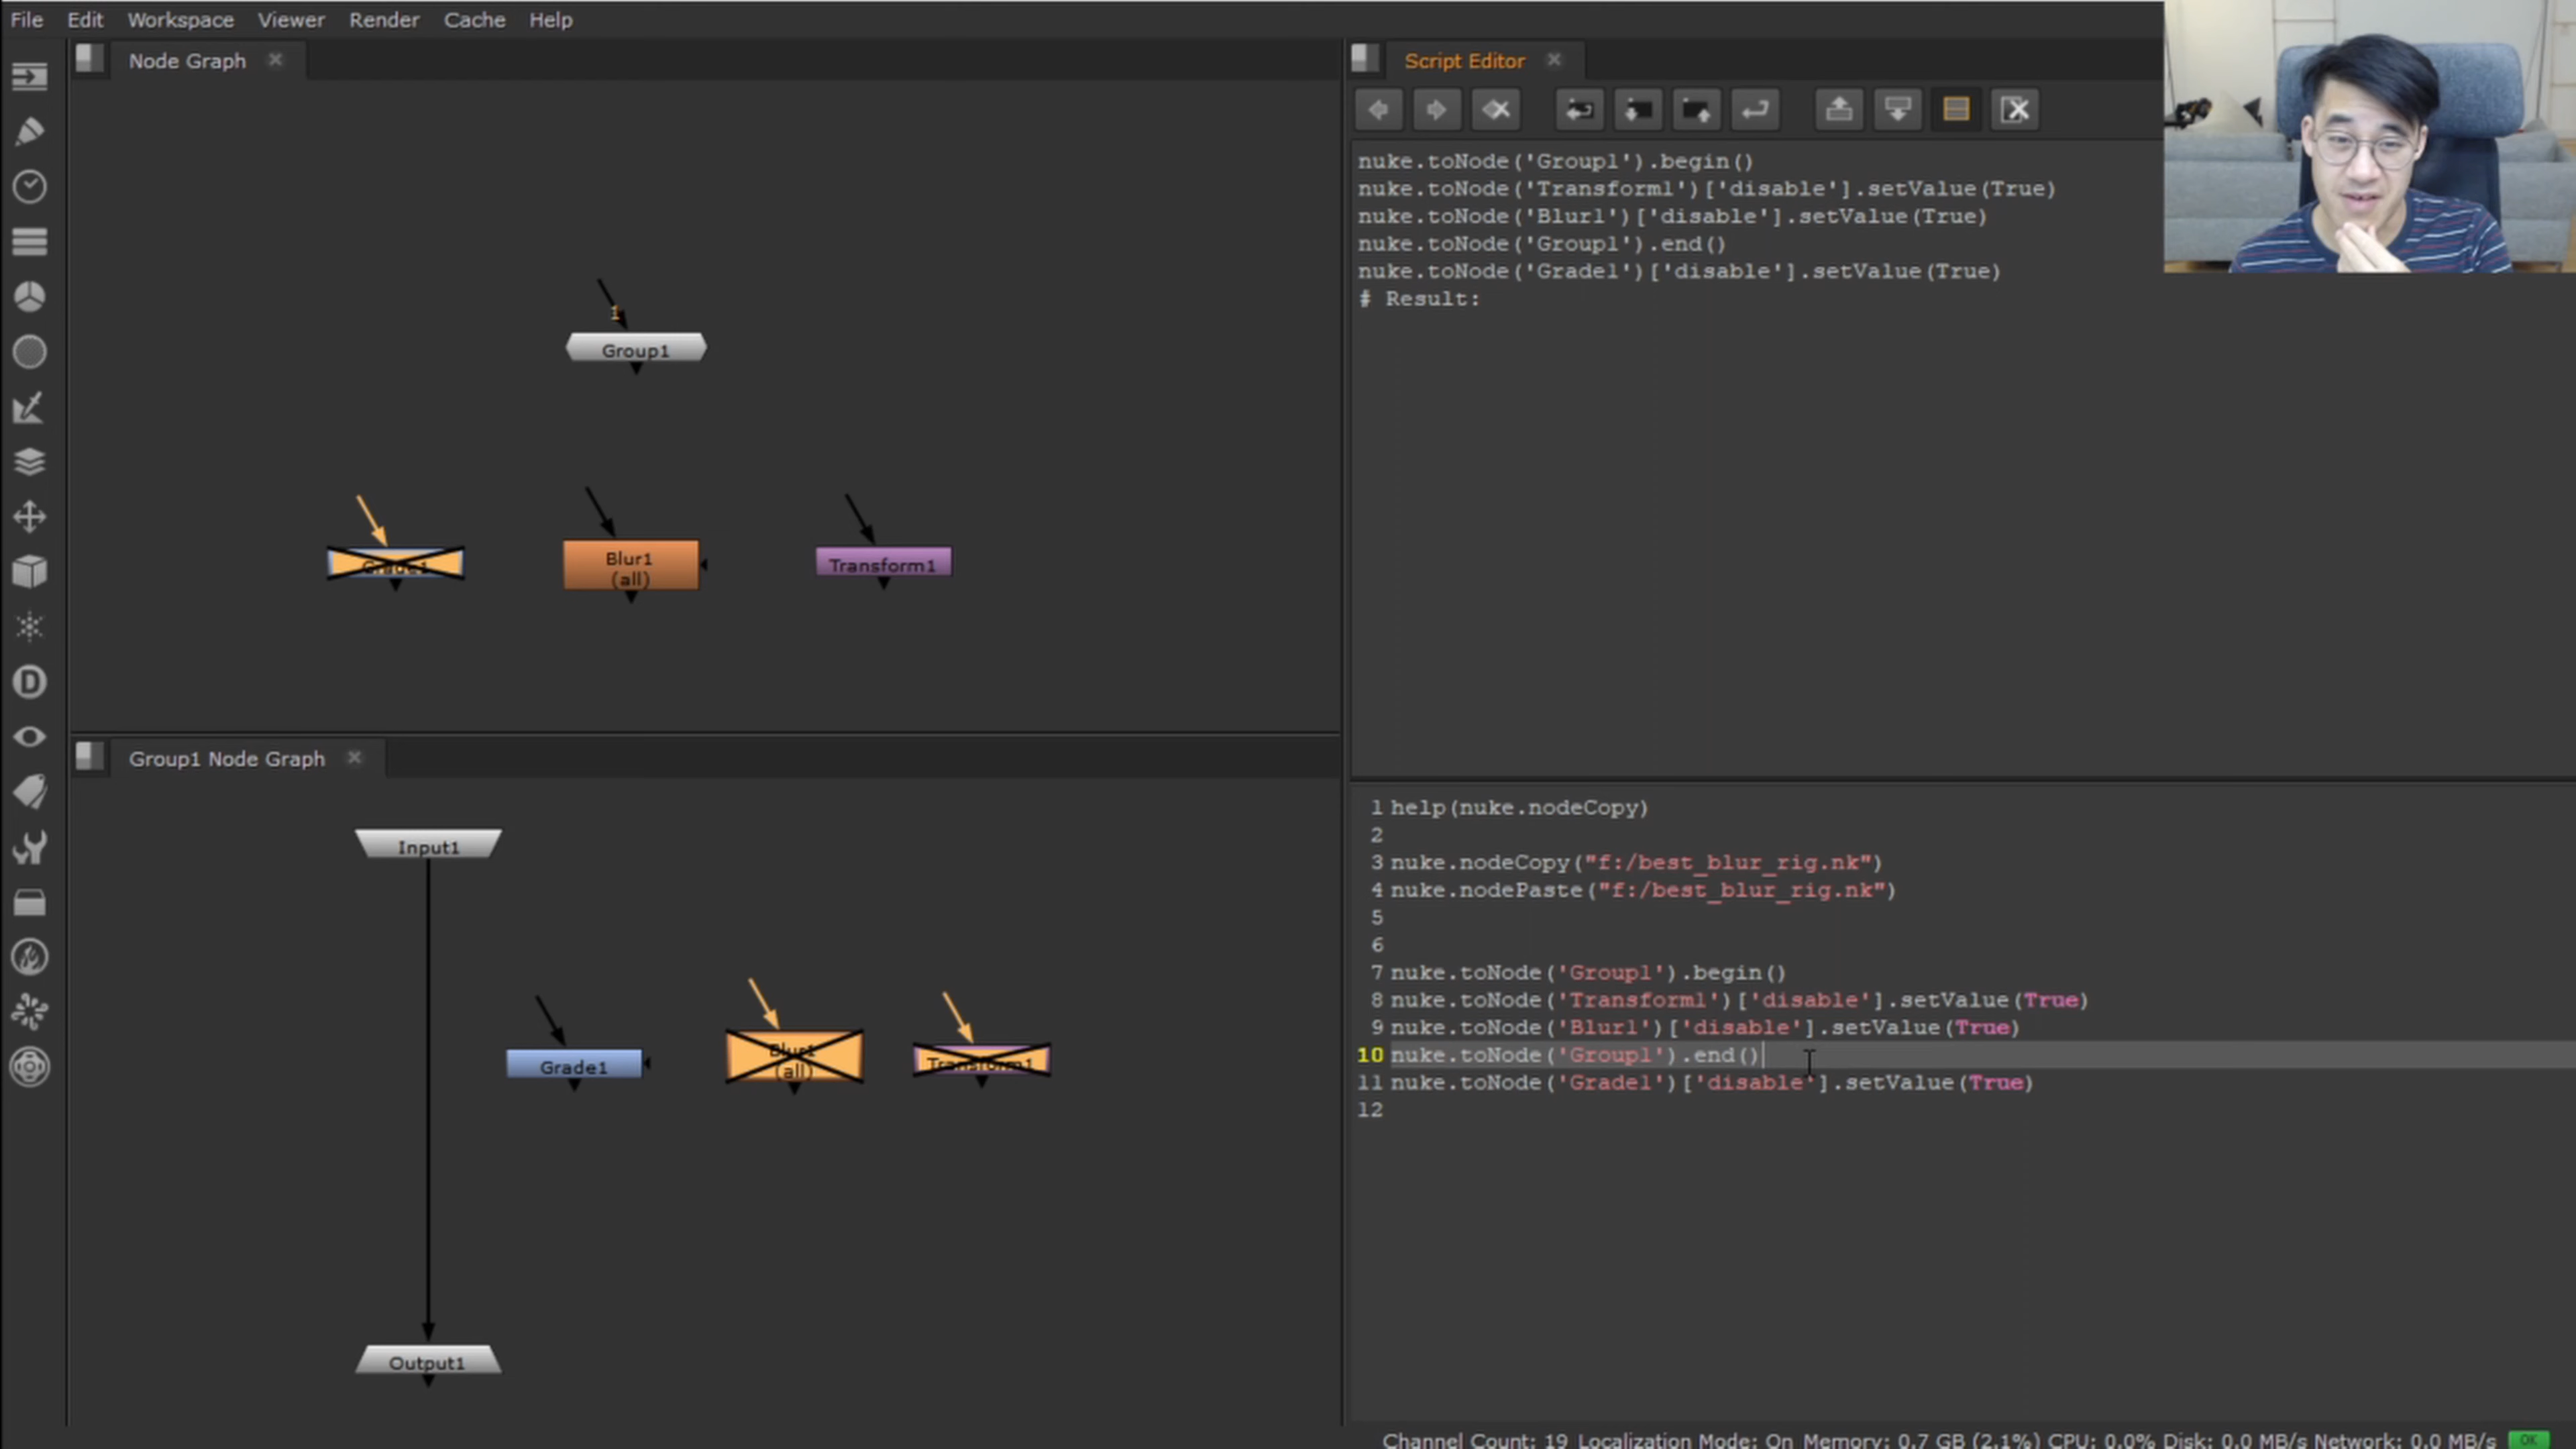 File Edit Workspace Viewer Render Cache Help
Node Graph
1
Group1
Grade1
Blur1
(all)
Transform1
Group1 Node Graph
Input1
Grade1
Blur1
(all)
Transform1
Output1
Script Editor
nuke.toNode('Group1').begin()
nuke.toNode('Transform1')['disable'].setValue(True)
nuke.toNode('Blur1')['disable'].setValue(True)
nuke.toNode('Group1').end()
nuke.toNode('Grade1')['disable'].setValue(True)
# Result:
1 help(nuke.nodeCopy)
2
3 nuke.nodeCopy("f:/best_blur_rig.nk")
4 nuke.nodePaste("f:/best_blur_rig.nk")
5
6
7 nuke.toNode('Group1').begin()
8 nuke.toNode('Transform1')['disable'].setValue(True)
9 nuke.toNode('Blur1')['disable'].setValue(True)
10 nuke.toNode('Group1').end()
11 nuke.toNode('Grade1')['disable'].setValue(True)
12
Channel Count: 19 Localization Mode: On Memory: 0.7 GB (2.1%) CPU: 0.0% Disk: 0.0 MB/s Network: 0.0 MB/s OK